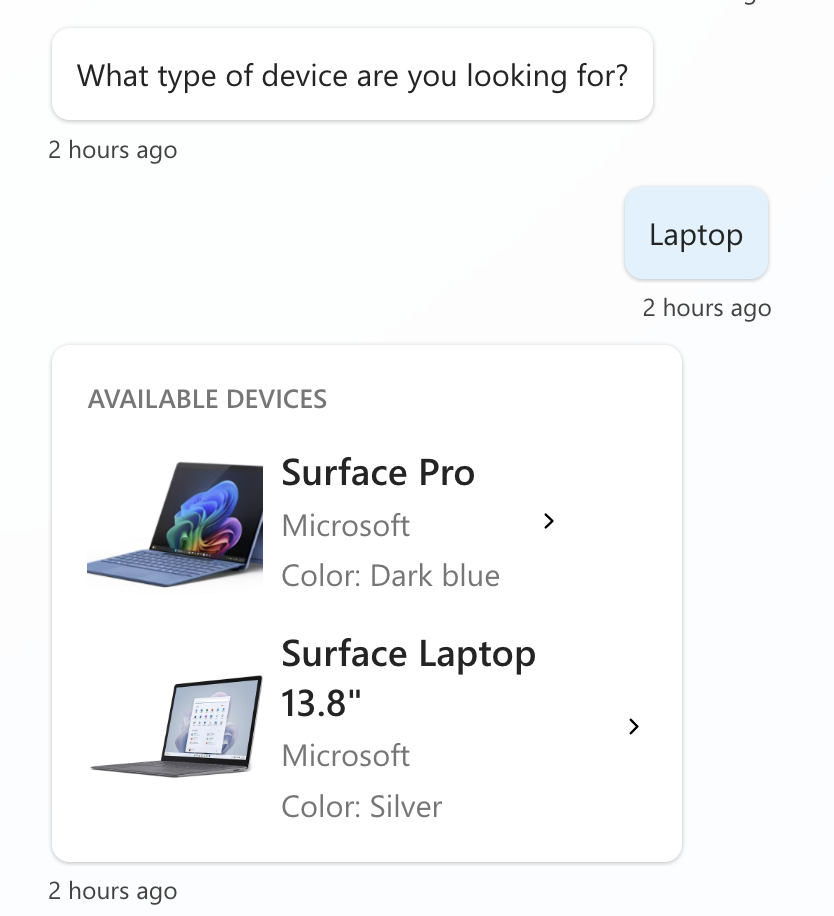 What type of device are you looking for?
2 hours ago
Laptop
2 hours ago
AVAILABLE DEVICES
Surface Pro
Microsoft
Color: Dark blue
Surface Laptop
13.8"
Microsoft
Color: Silver
2 hours ago